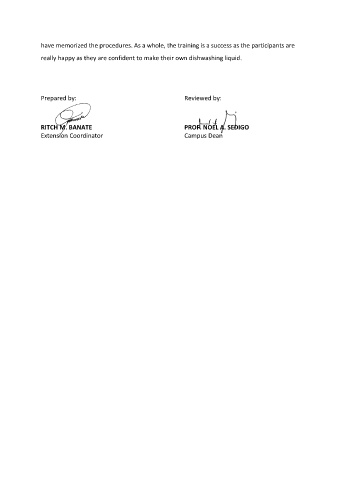 have memorized the procedures. As a whole, the training is a success as the participants are
really happy as they are confident to make their own dishwashing liquid.
Prepared by:
Reviewed by:
RITCH M. BANATE
PROF. NOEL A. SEDIGO
Extension Coordinator
Campus Dean